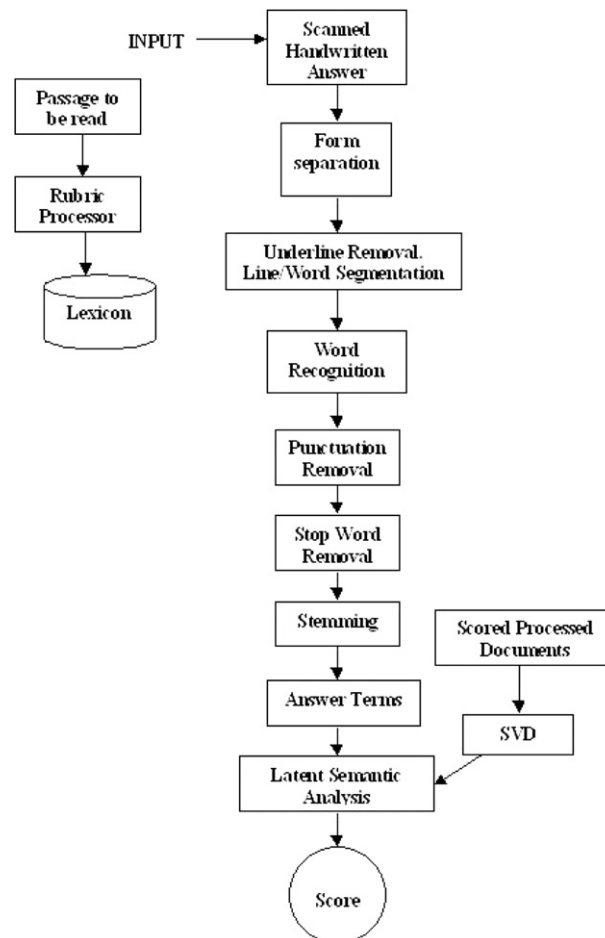 INPUT
Scanned
Handwritten
Answer
Passage to
be read
Form
separation
Rubric
Processor
Underline Removal.
Line/Word Segmentation
Lexicon
Word
Recognition
Punctuation
Removal
Stop Word
Removal
Stemming
Scored Processed
Documents
Answer Terms
SVD
Latent Semantic
Analysis
Score